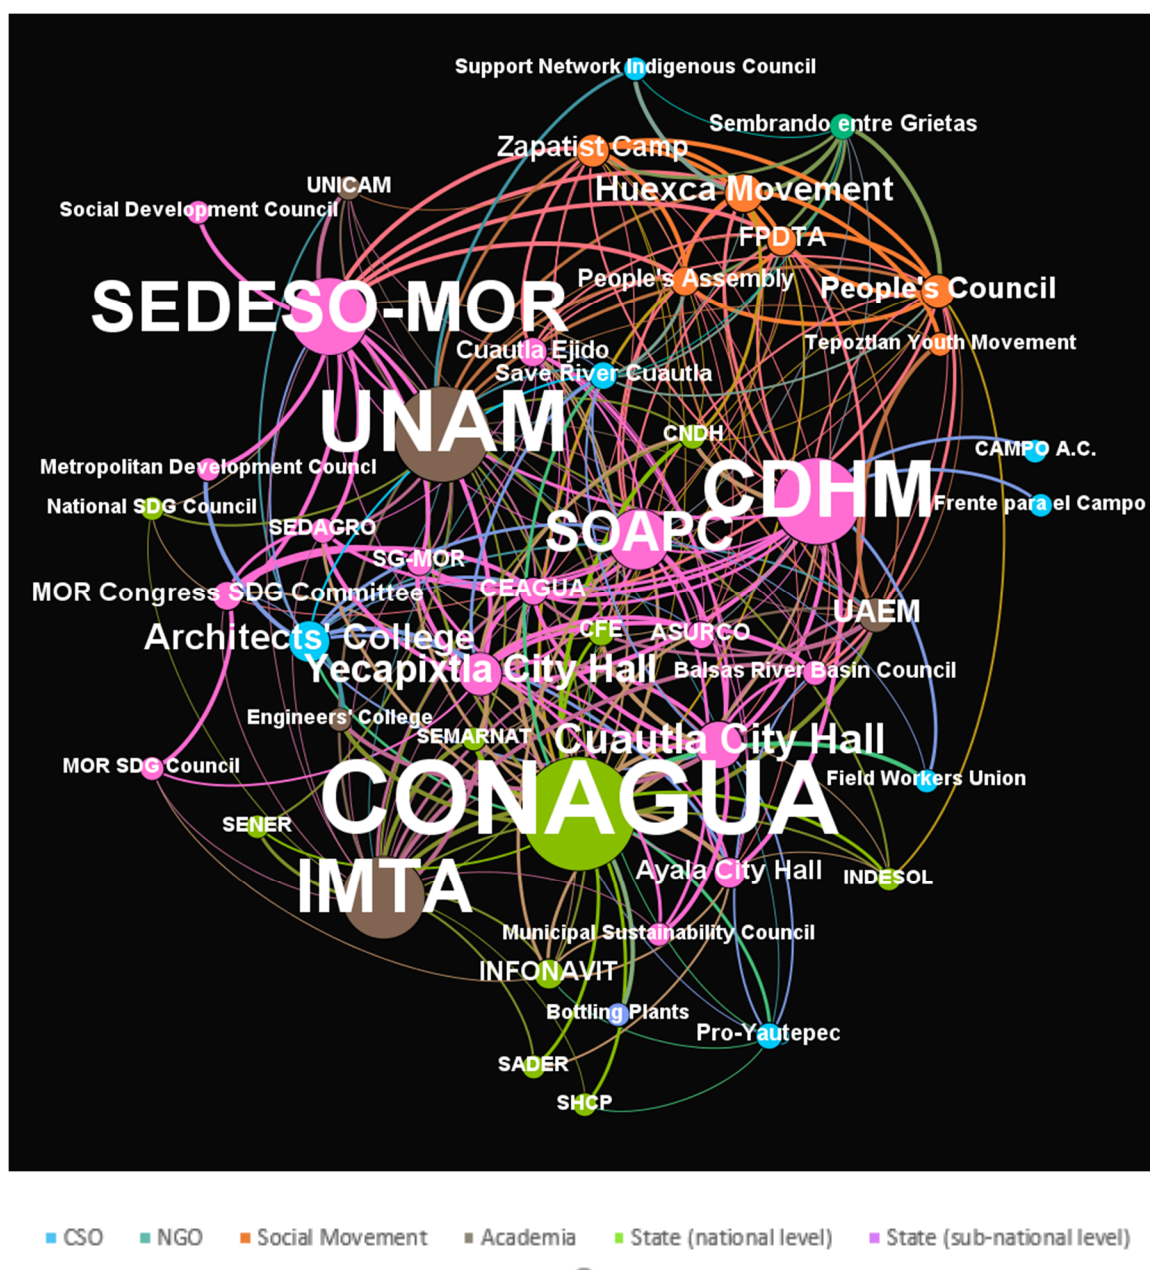 Support Network Indigenous Council
Sembrando entre Grietas
Zapatist Camp
UNICAM
Huexca Movement
Social Development Council
FPDTA
People's Assembly
People's Council
SEDESO-MOR
Tepoztlan Youth Movement
Cuautla Ejido
Save River Cuautla
UNAM
CNDH
CAMPO A.C.
Metropolitan Development Councl
CDHM
Frente para el Campo
National SDG Council
SEDAGRO
SOAPC
SG-MOR
CEAGUA
MOR Congress SDG Committee
UAEM
Architects' College
CFE
ASURCO
Yecapixtla City Hall
Balsas River Basin Council
Engineers' College
SEMARNAT
Cuautla City Hall
MOR SDG Council
Field Workers Union
CONAGUA
SENER
IMTA
Ayala City Hall
INDESOL
Municipal Sustainability Council
INFONAVIT
Bottling Plants
Pro-Yautepec
SADER
SHCP
CSO NGO Social Movement Academia State (national level) State (sub-national level)